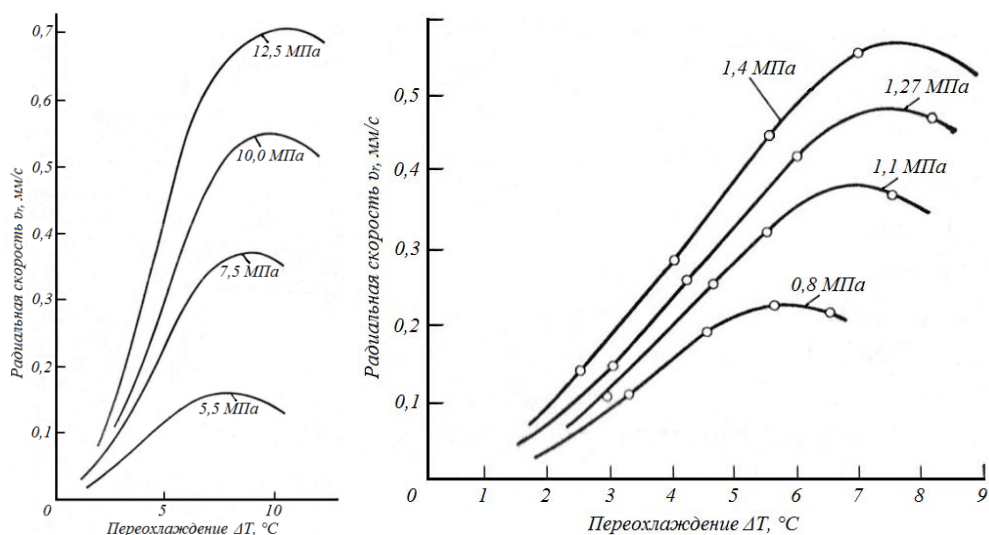 0,7
12,5 МПа
0,6
10,0 МПа
0,5
0,4
7,5 МПа
0,3
0,2
5,5 МПа
0,1
0
5
10
Радиальная скорость υr, мм/с
Переохлаждение ΔT, °C
1,4 МПа
0,5
1,27 МПа
0,4
1,1 МПа
0,3
0,8 МПа
0,2
0,1
0
1
2
3
4
5
6
7
8
9
Радиальная скорость υr, мм/с
Переохлаждение ΔT, °C